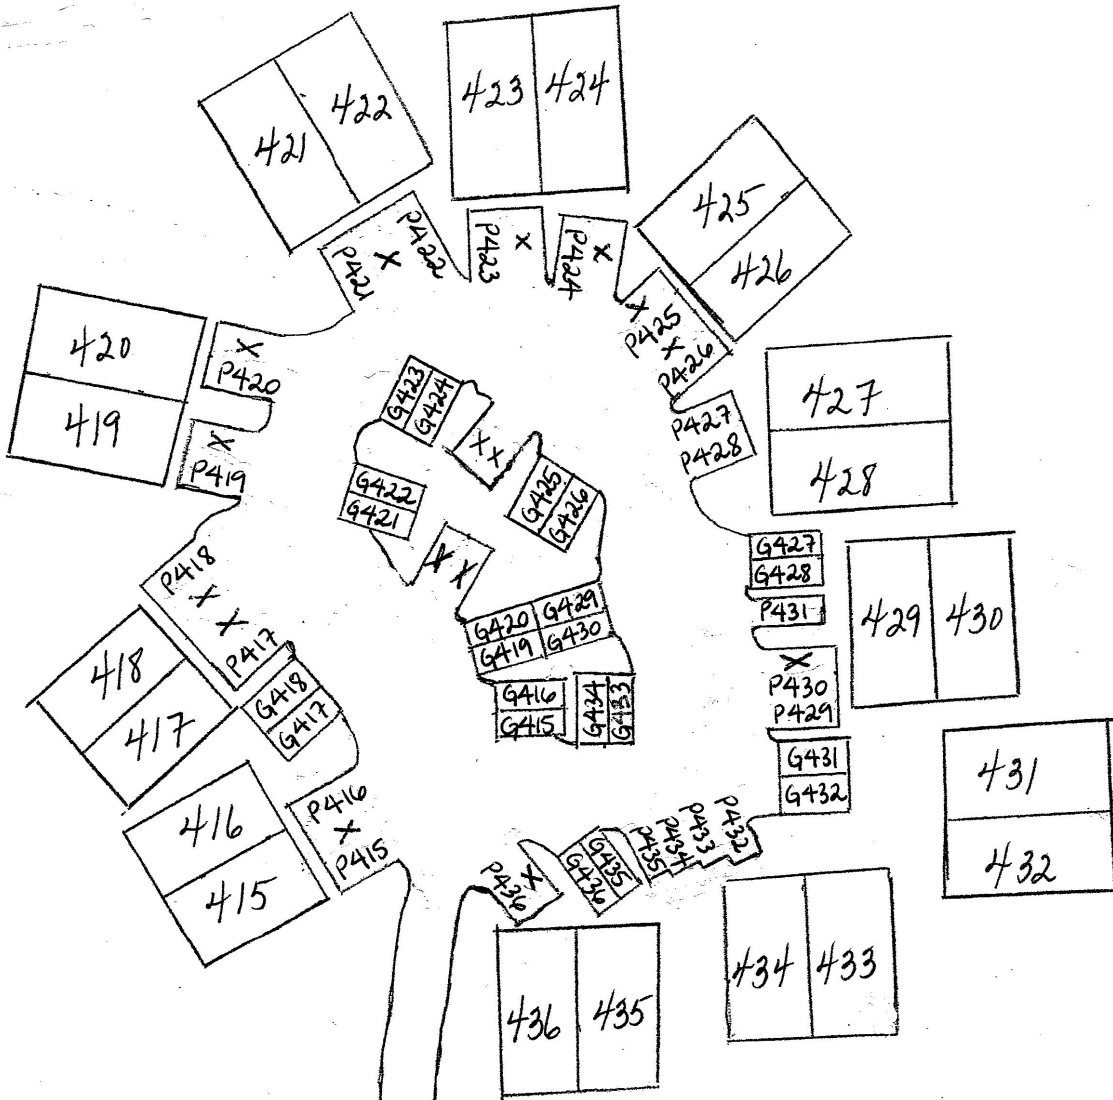 423
424
422
421
425
426
P422
X
P421
P423
X
P424
X
X
P425
X
P426
420
419
X
P420
X
P419
427
428
P427
P428
G423
G424
X X
G422
G421
G425
G426
X X
G427
G428
P431
429
430
P418
X
X
P417
418
417
G418
G417
G420
G429
G419
G430
G416
G415
G434
G433
X
P430
P429
G431
G432
431
432
416
415
P416
X
P415
P432
P433
P434
P435
G435
G436
X
P436
434
433
436
435